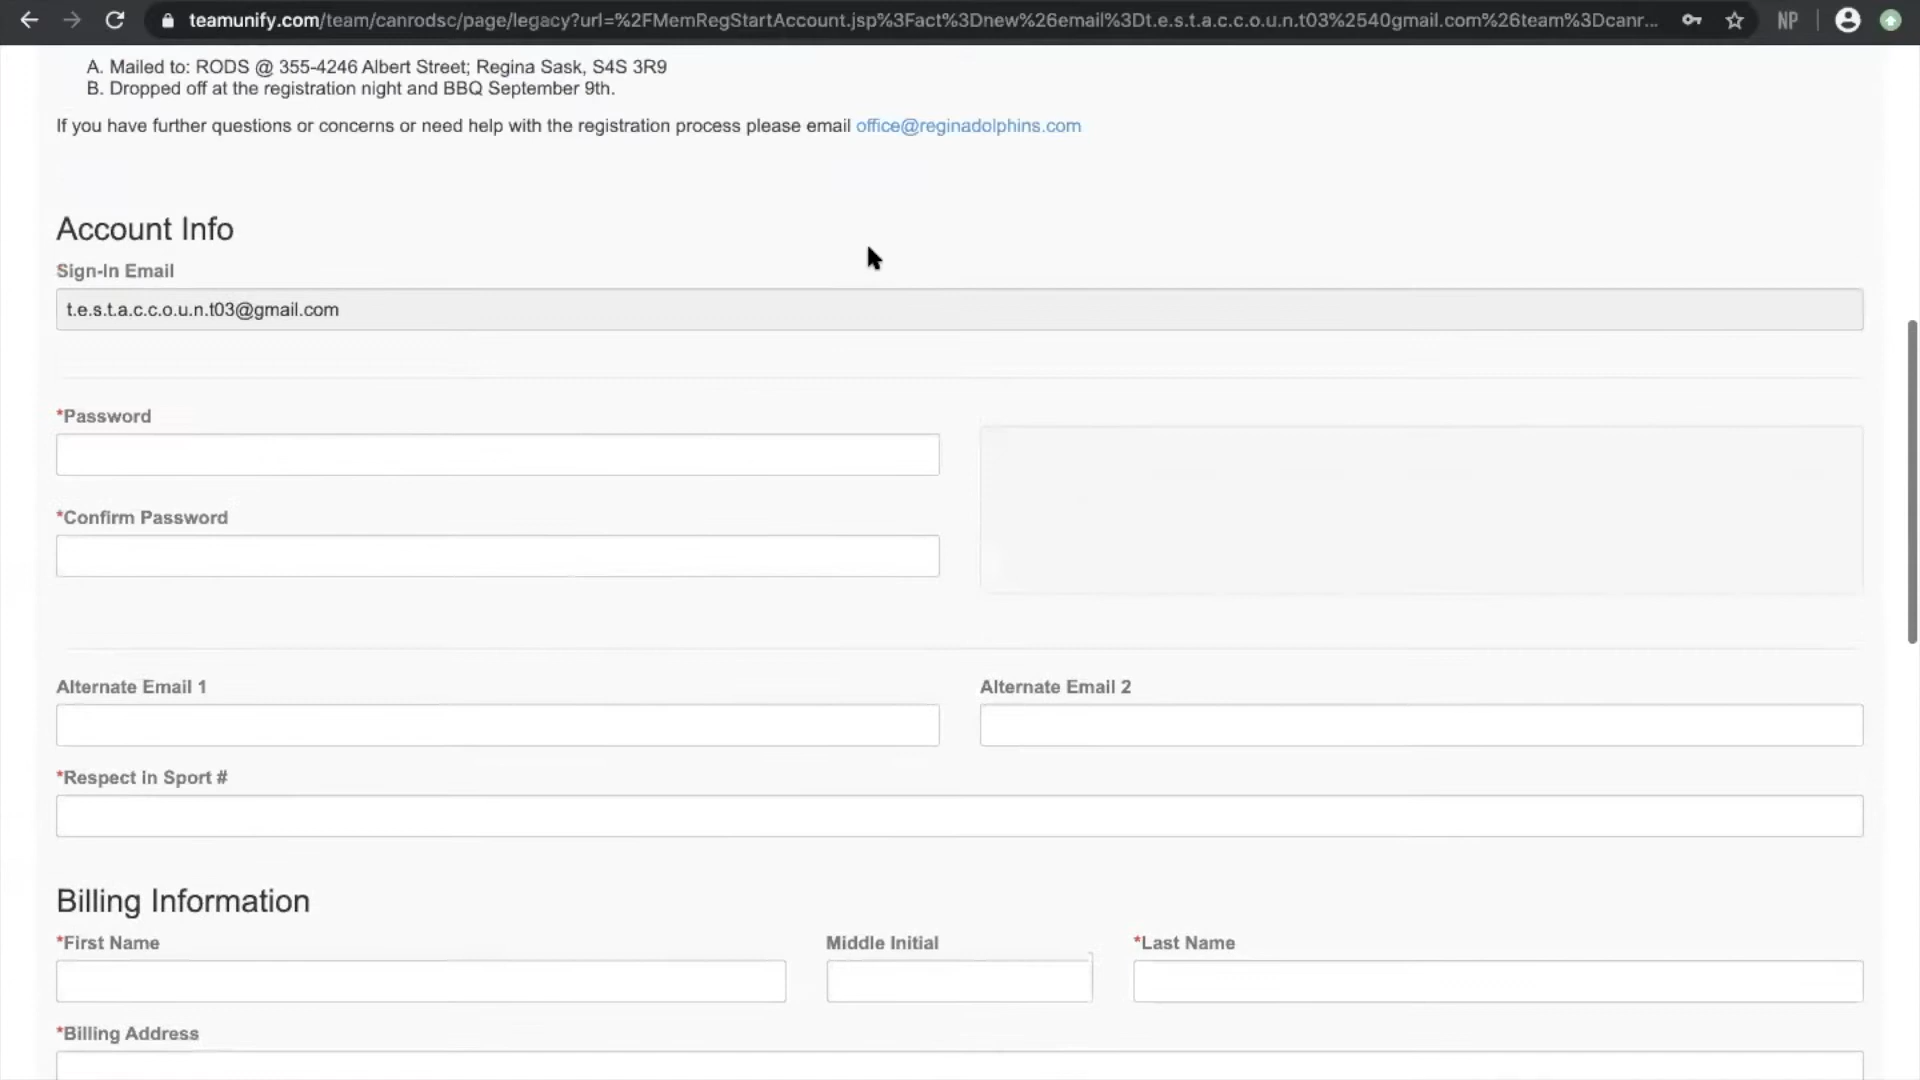 teamunify.com/team/canrodsc/page/legacy?url=%2FMemRegStartAccount.jsp%3Fact%3Dnew%26email%3Dt.e.s.t.a.c.c.o.u.n.t03%2540gmail.com%26team%3Dcanr...
NP
A. Mailed to: RODS @ 355-4246 Albert Street; Regina Sask, S4S 3R9
B. Dropped off at the registration night and BBQ September 9th.
If you have further questions or concerns or need help with the registration process please email office@reginadolphins.com
Account Info
Sign-In Email
t.e.s.t.a.c.c.o.u.n.t03@gmail.com
*Password
*Confirm Password
Alternate Email 1
Alternate Email 2
*Respect in Sport #
Billing Information
*First Name
Middle Initial
*Last Name
*Billing Address